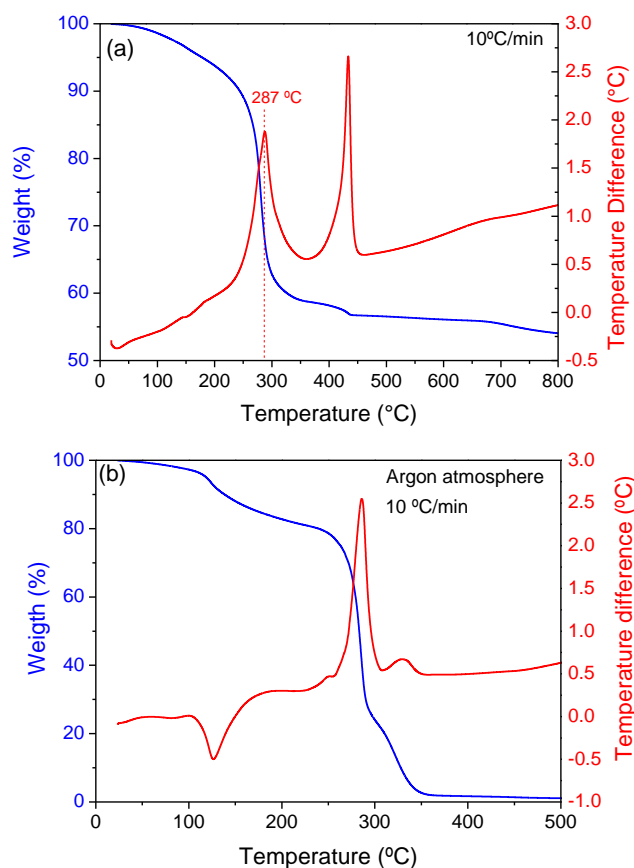 (a)
10ºC/min
287 ºC
100
90
80
70
60
50
Weight (%)
3.0
2.5
2.0
1.5
1.0
0.5
0.0
-0.5
Temperature Difference (°C)
0 100 200 300 400 500 600 700 800
Temperature (°C)
(b)
Argon atmosphere
10 ºC/min
100
80
60
40
20
0
Weigth (%)
3.0
2.5
2.0
1.5
1.0
0.5
0.0
-0.5
-1.0
Temperature difference (ºC)
0 100 200 300 400 500
Temperature (ºC)